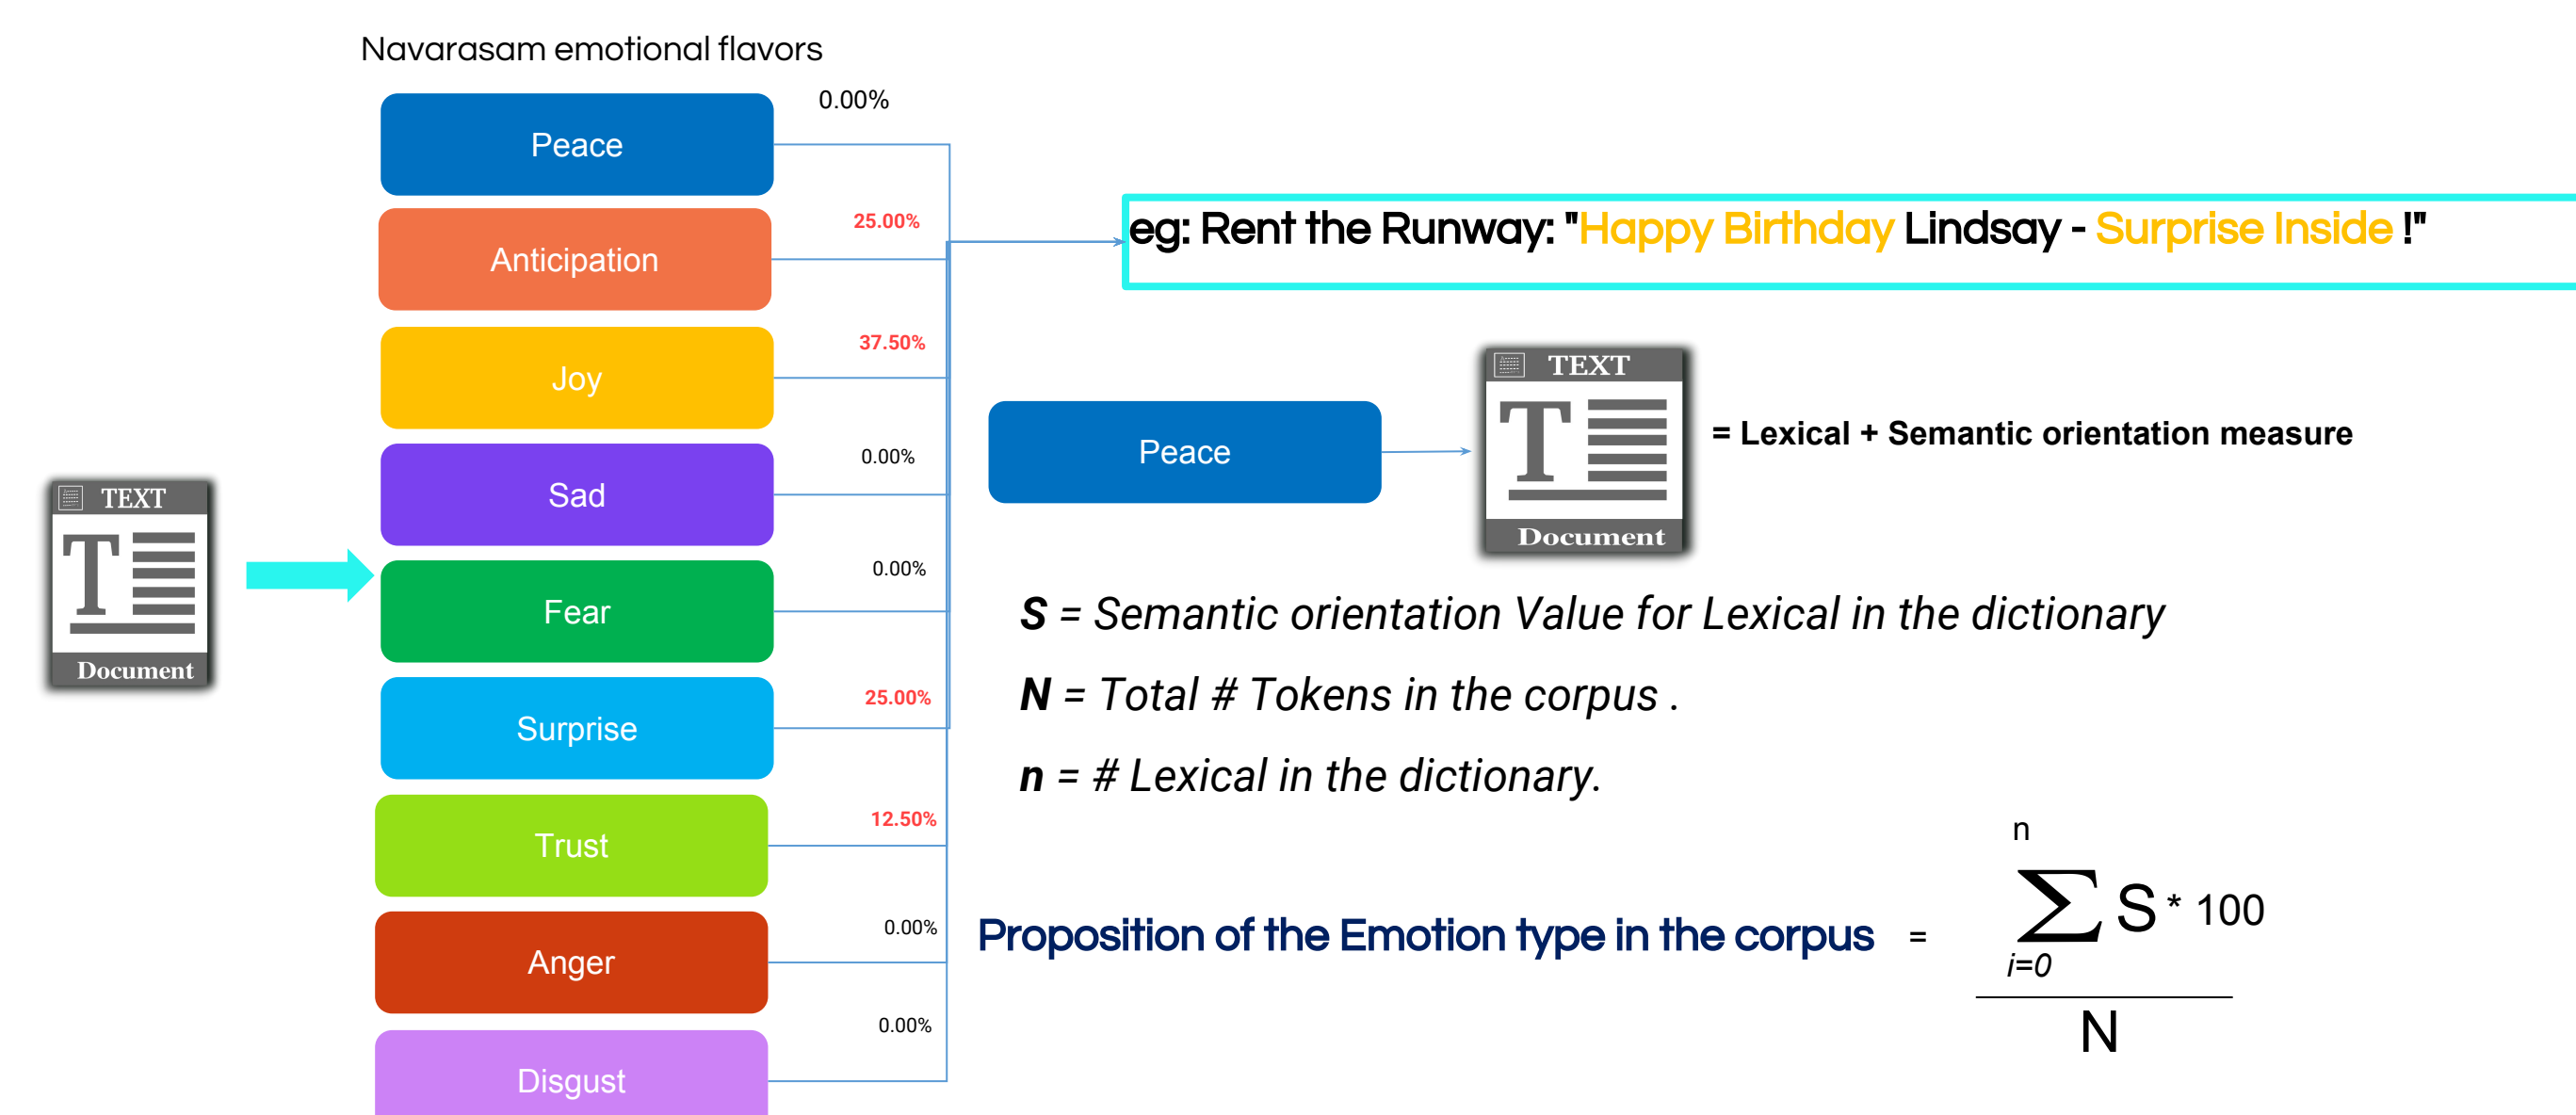 Navarasam emotional flavors
Peace
0.00%
Anticipation
25.00%
Joy
37.50%
Sad
0.00%
Fear
0.00%
Surprise
25.00%
Trust
12.50%
Anger
0.00%
Disgust
0.00%
TEXT
T
Document
eg: Rent the Runway: "Happy Birthday Lindsay - Surprise Inside !"
Peace
TEXT
T
Document
= Lexical + Semantic orientation measure
S = Semantic orientation Value for Lexical in the dictionary
N = Total # Tokens in the corpus .
n = # Lexical in the dictionary.
Proposition of the Emotion type in the corpus =
n
∑ S * 100
i=0
N